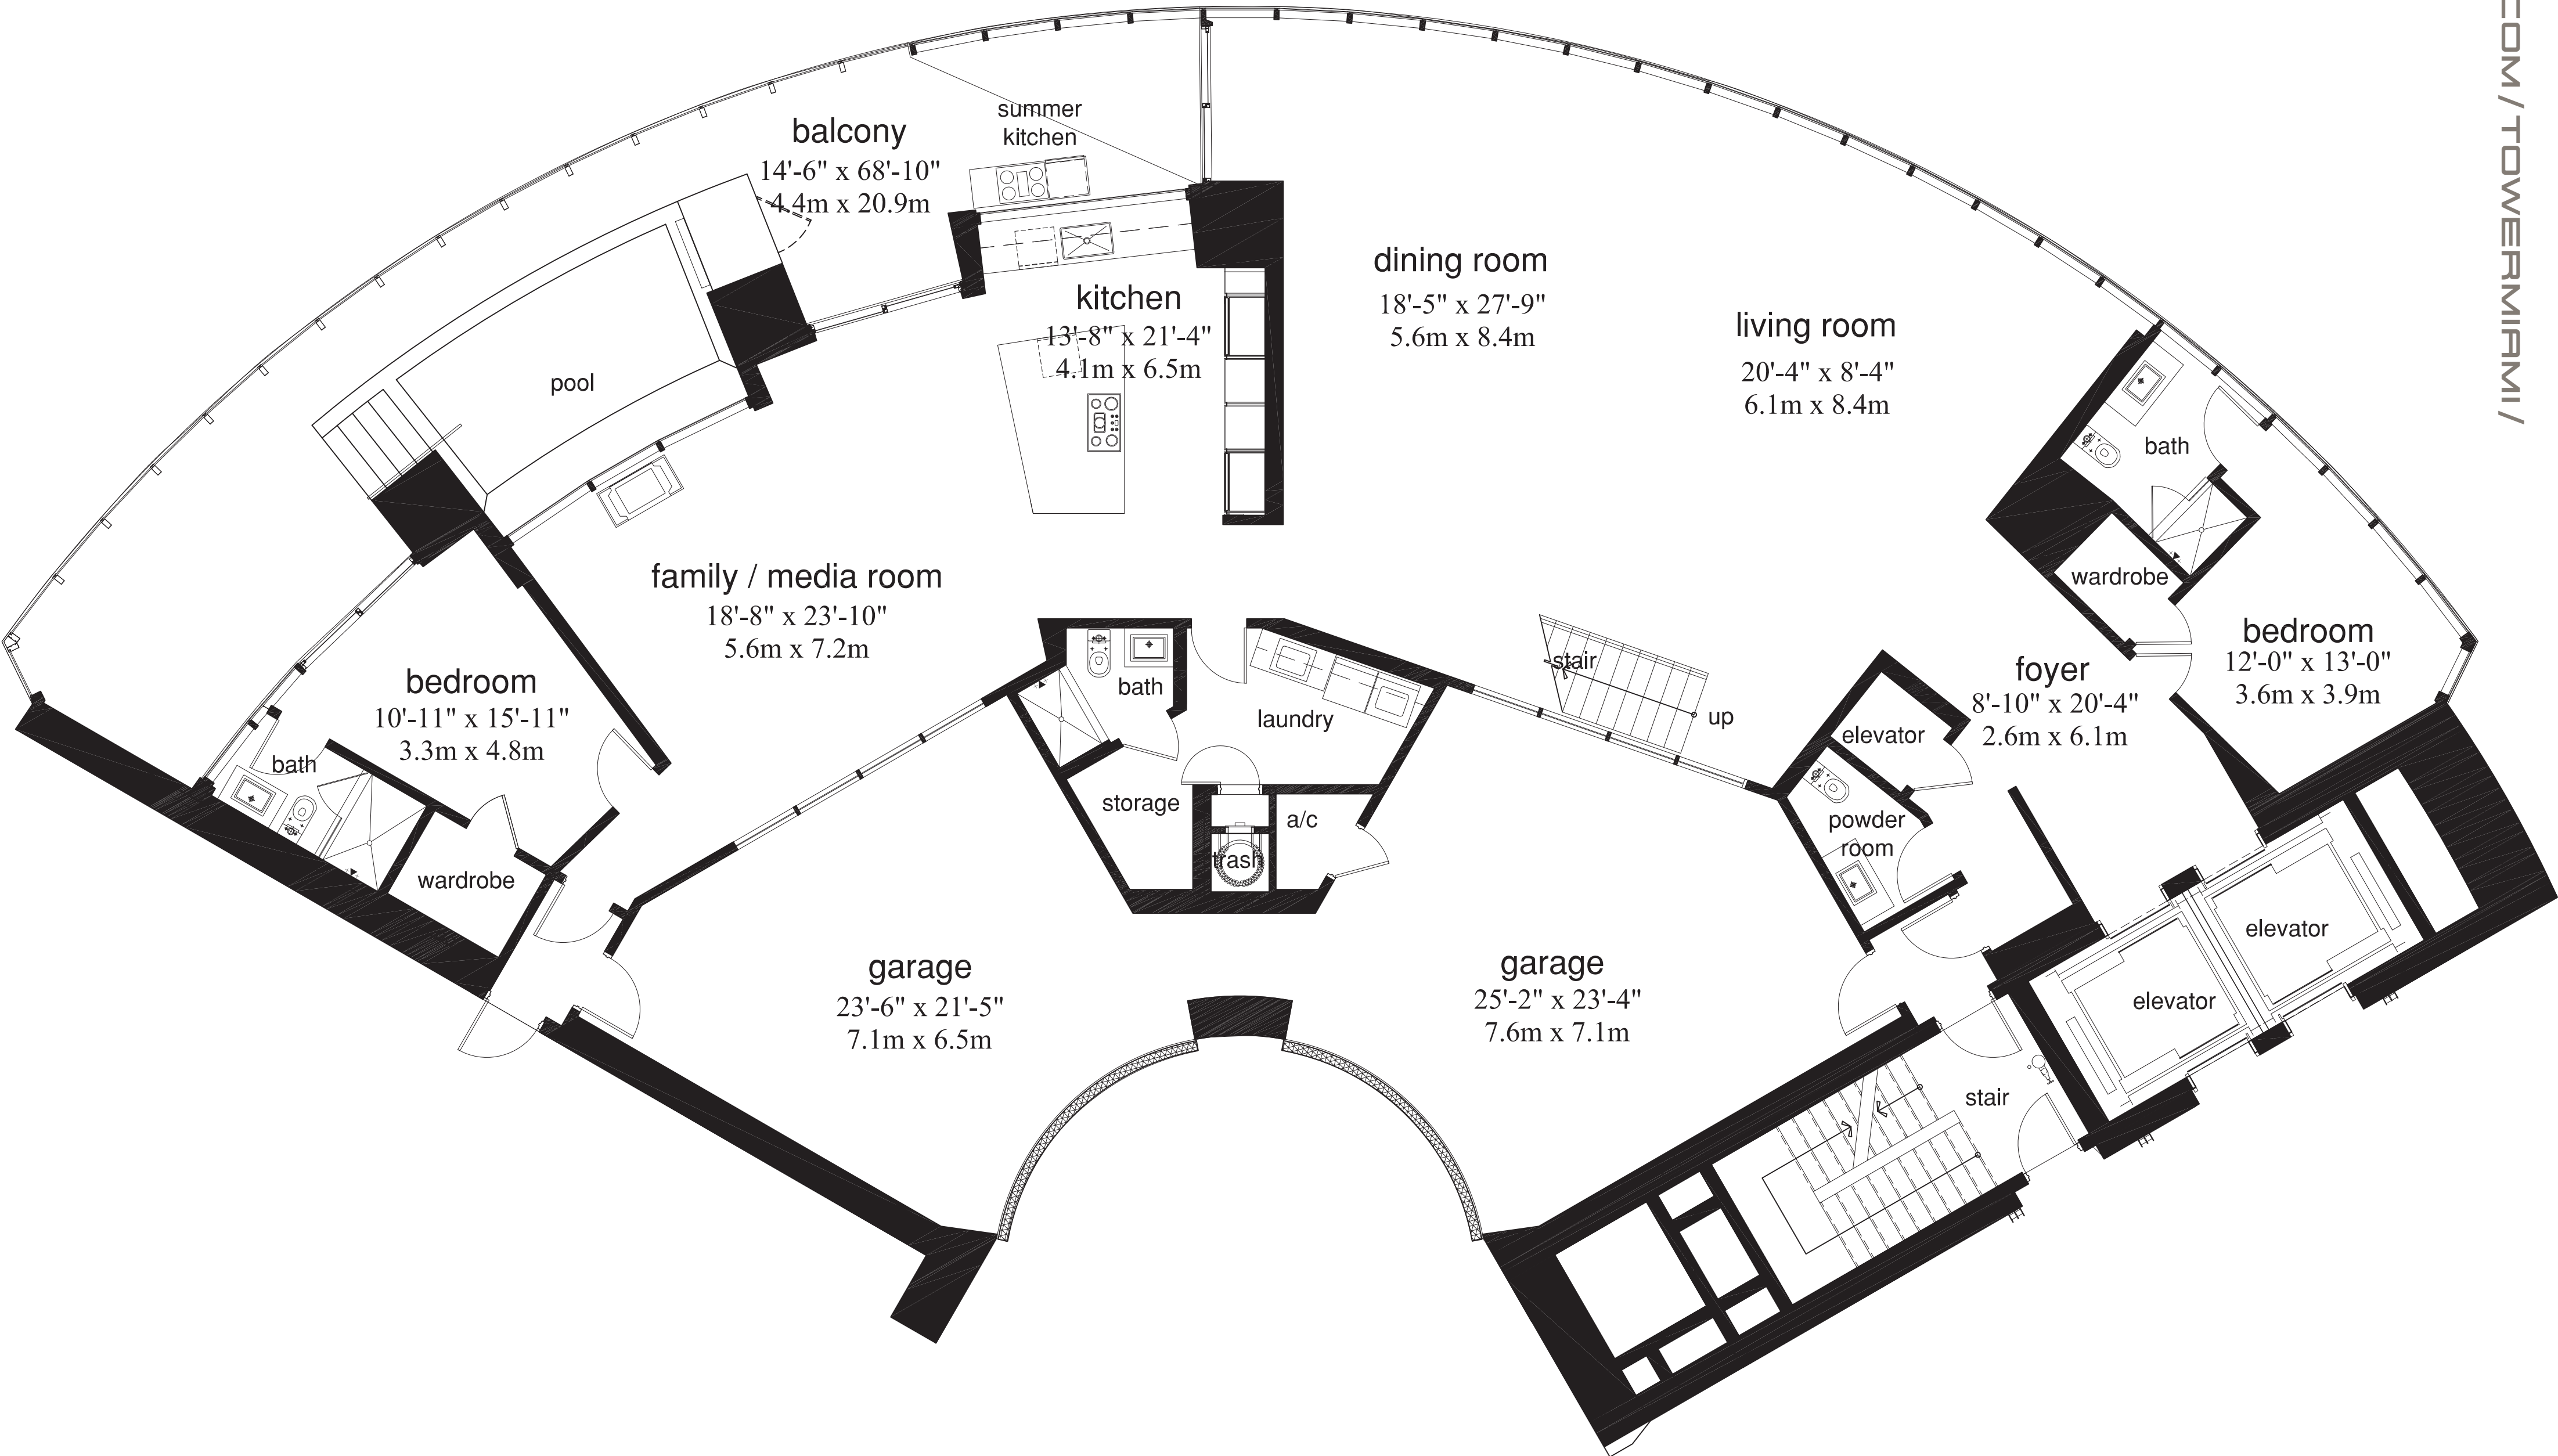 COM / TOWERMIAMI /
summer
kitchen
balcony
14'-6" x 68'-10"
4.4m x 20.9m
kitchen
13'-8" x 21'-4"
4.1m x 6.5m
dining room
18'-5" x 27'-9"
5.6m x 8.4m
living room
20'-4" x 8'-4"
6.1m x 8.4m
pool
bath
wardrobe
family / media room
18'-8" x 23'-10"
5.6m x 7.2m
bedroom
10'-11" x 15'-11"
3.3m x 4.8m
bath
wardrobe
bath
laundry
storage
a/c
trash
stair
up
elevator
foyer
8'-10" x 20'-4"
2.6m x 6.1m
bedroom
12'-0" x 13'-0"
3.6m x 3.9m
powder
room
elevator
elevator
garage
23'-6" x 21'-5"
7.1m x 6.5m
garage
25'-2" x 23'-4"
7.6m x 7.1m
stair